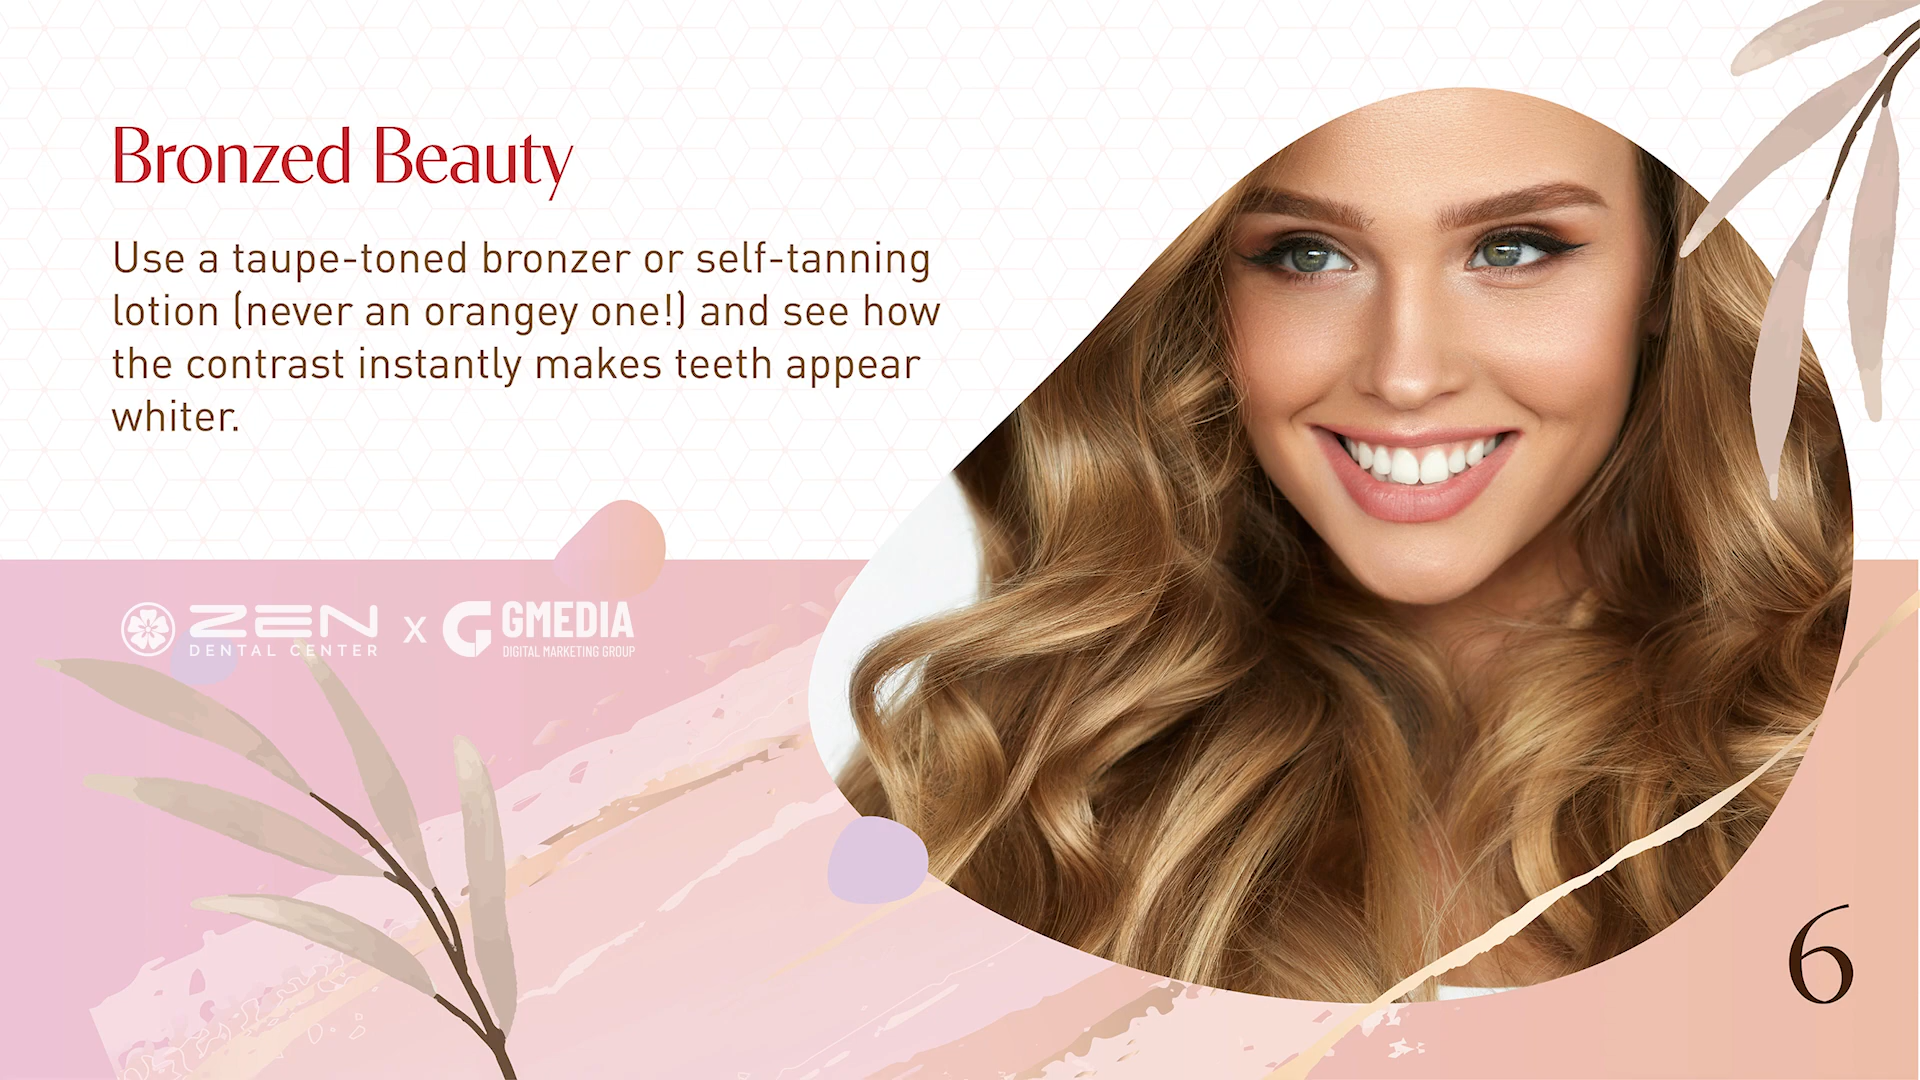 Bronzed Beauty
Use a taupe-toned bronzer or self-tanning
lotion (never an orangey one!) and see how
the contrast instantly makes teeth appear
whiter.
ZEN
DENTAL CENTER
x
GMEDIA
DIGITAL MARKETING GROUP
6